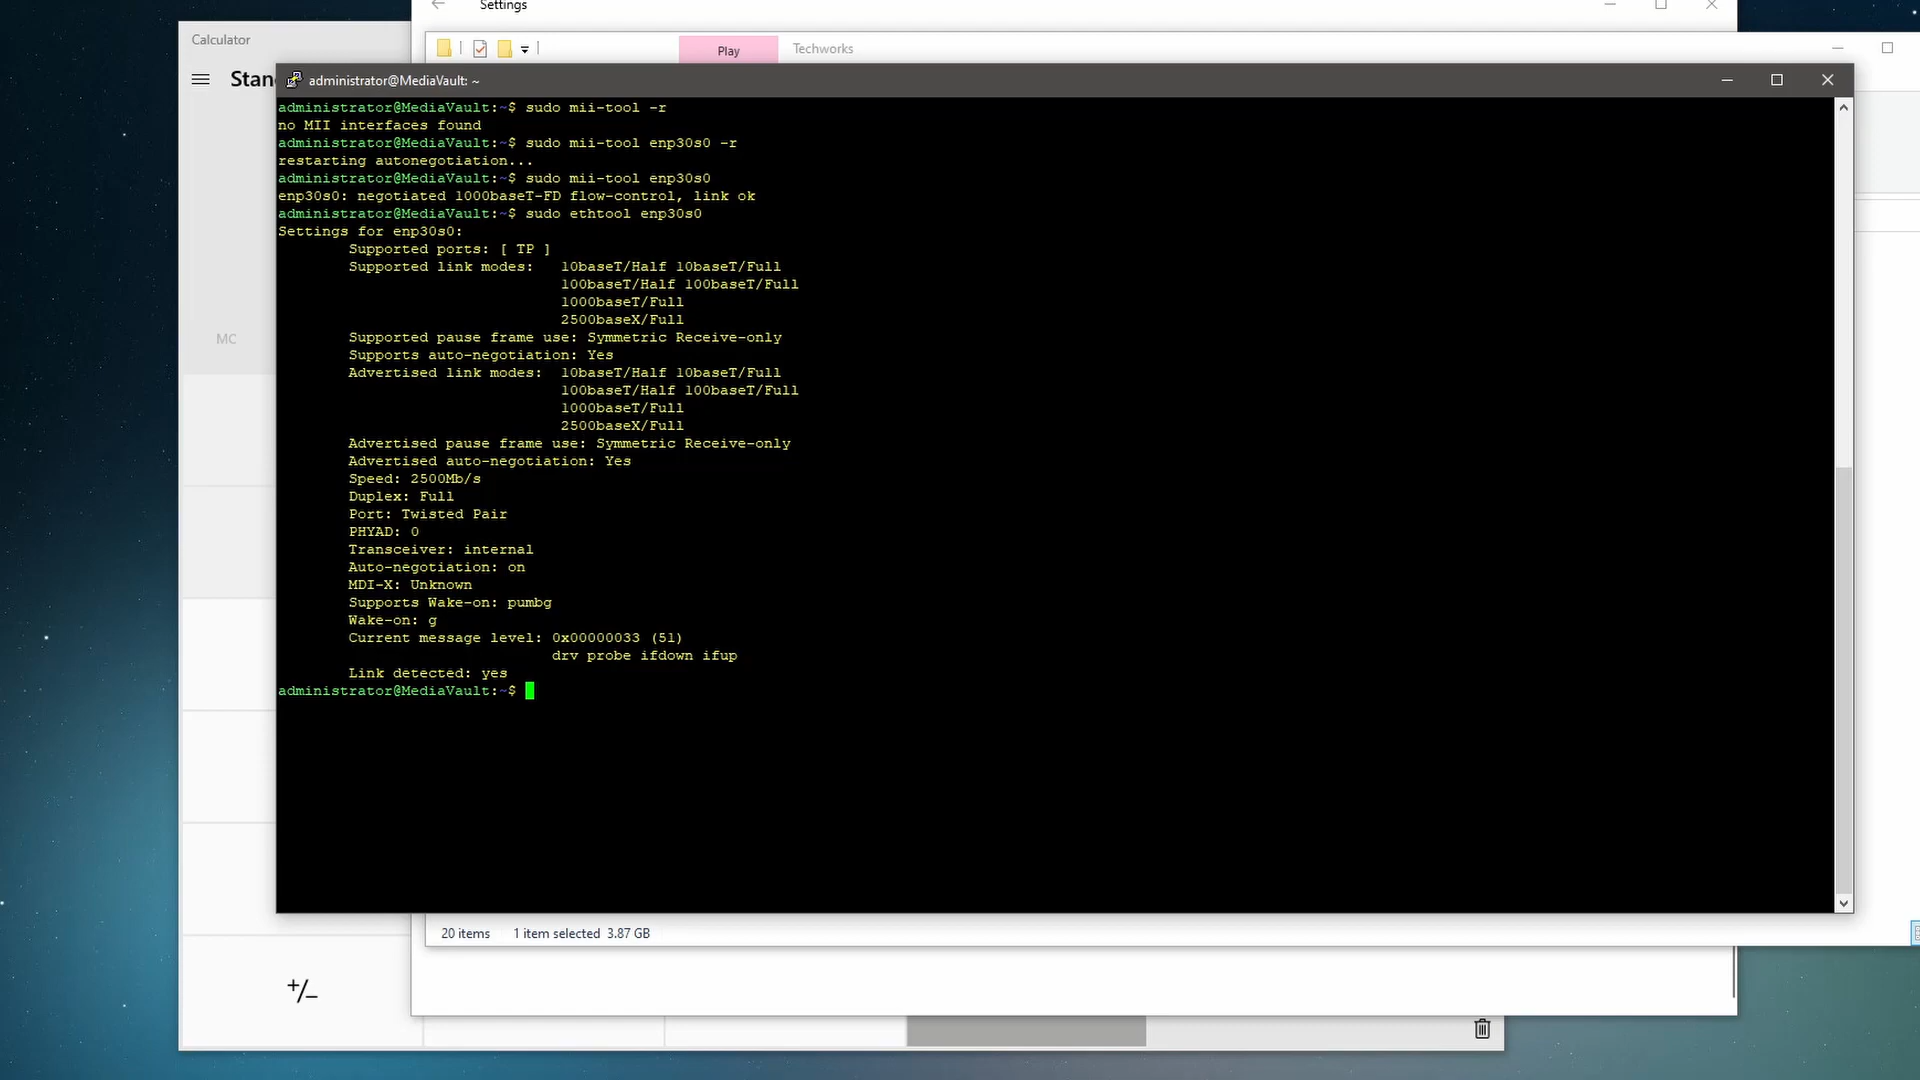 Settings
Calculator
Play
Techworks
Stan
administrator@MediaVault: ~
administrator@MediaVault:~$ sudo mii-tool -r
no MII interfaces found
administrator@MediaVault:~$ sudo mii-tool enp30s0 -r
restarting autonegotiation...
administrator@MediaVault:~$ sudo mii-tool enp30s0
enp30s0: negotiated 1000baseT-FD flow-control, link ok
administrator@MediaVault:~$ sudo ethtool enp30s0
Settings for enp30s0:
Supported ports: [ TP ]
Supported link modes:   10baseT/Half 10baseT/Full
100baseT/Half 100baseT/Full
1000baseT/Full
2500baseX/Full
Supported pause frame use: Symmetric Receive-only
Supports auto-negotiation: Yes
Advertised link modes:  10baseT/Half 10baseT/Full
100baseT/Half 100baseT/Full
1000baseT/Full
2500baseX/Full
Advertised pause frame use: Symmetric Receive-only
Advertised auto-negotiation: Yes
Speed: 2500Mb/s
Duplex: Full
Port: Twisted Pair
PHYAD: 0
Transceiver: internal
Auto-negotiation: on
MDI-X: Unknown
Supports Wake-on: pumbg
Wake-on: g
Current message level: 0x00000033 (51)
drv probe ifdown ifup
Link detected: yes
administrator@MediaVault:~$
MC
20 items
1 item selected 3.87 GB
+/−